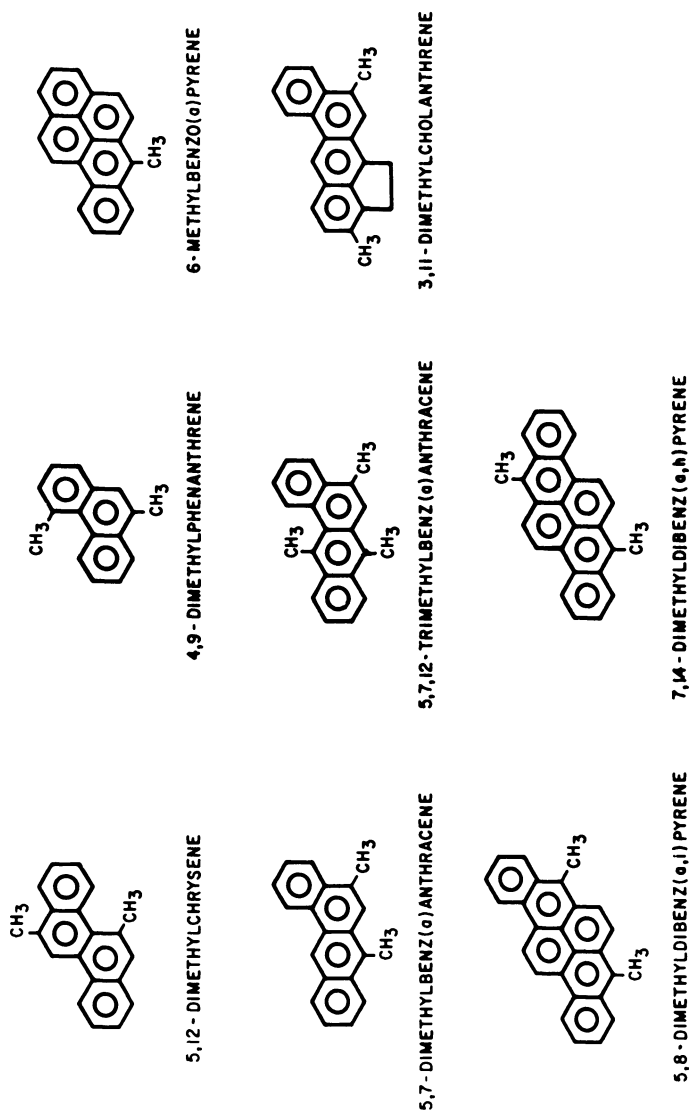 CH3
CH3
5,12-DIMETHYLCHRYSENE
CH3
CH3
4,9-DIMETHYLPHENANTHRENE
CH3
6-METHYLBENZO(a)PYRENE
CH3
CH3
5,7-DIMETHYLBENZ(a)ANTHRACENE
CH3
CH3
CH3
5,7,12-TRIMETHYLBENZ(a)ANTHRACENE
CH3
CH3
3,11-DIMETHYLCHOLANTHRENE
CH3
CH3
5,8-DIMETHYLDIBENZ(a,i)PYRENE
CH3
CH3
7,14-DIMETHYLDIBENZ(a,h)PYRENE